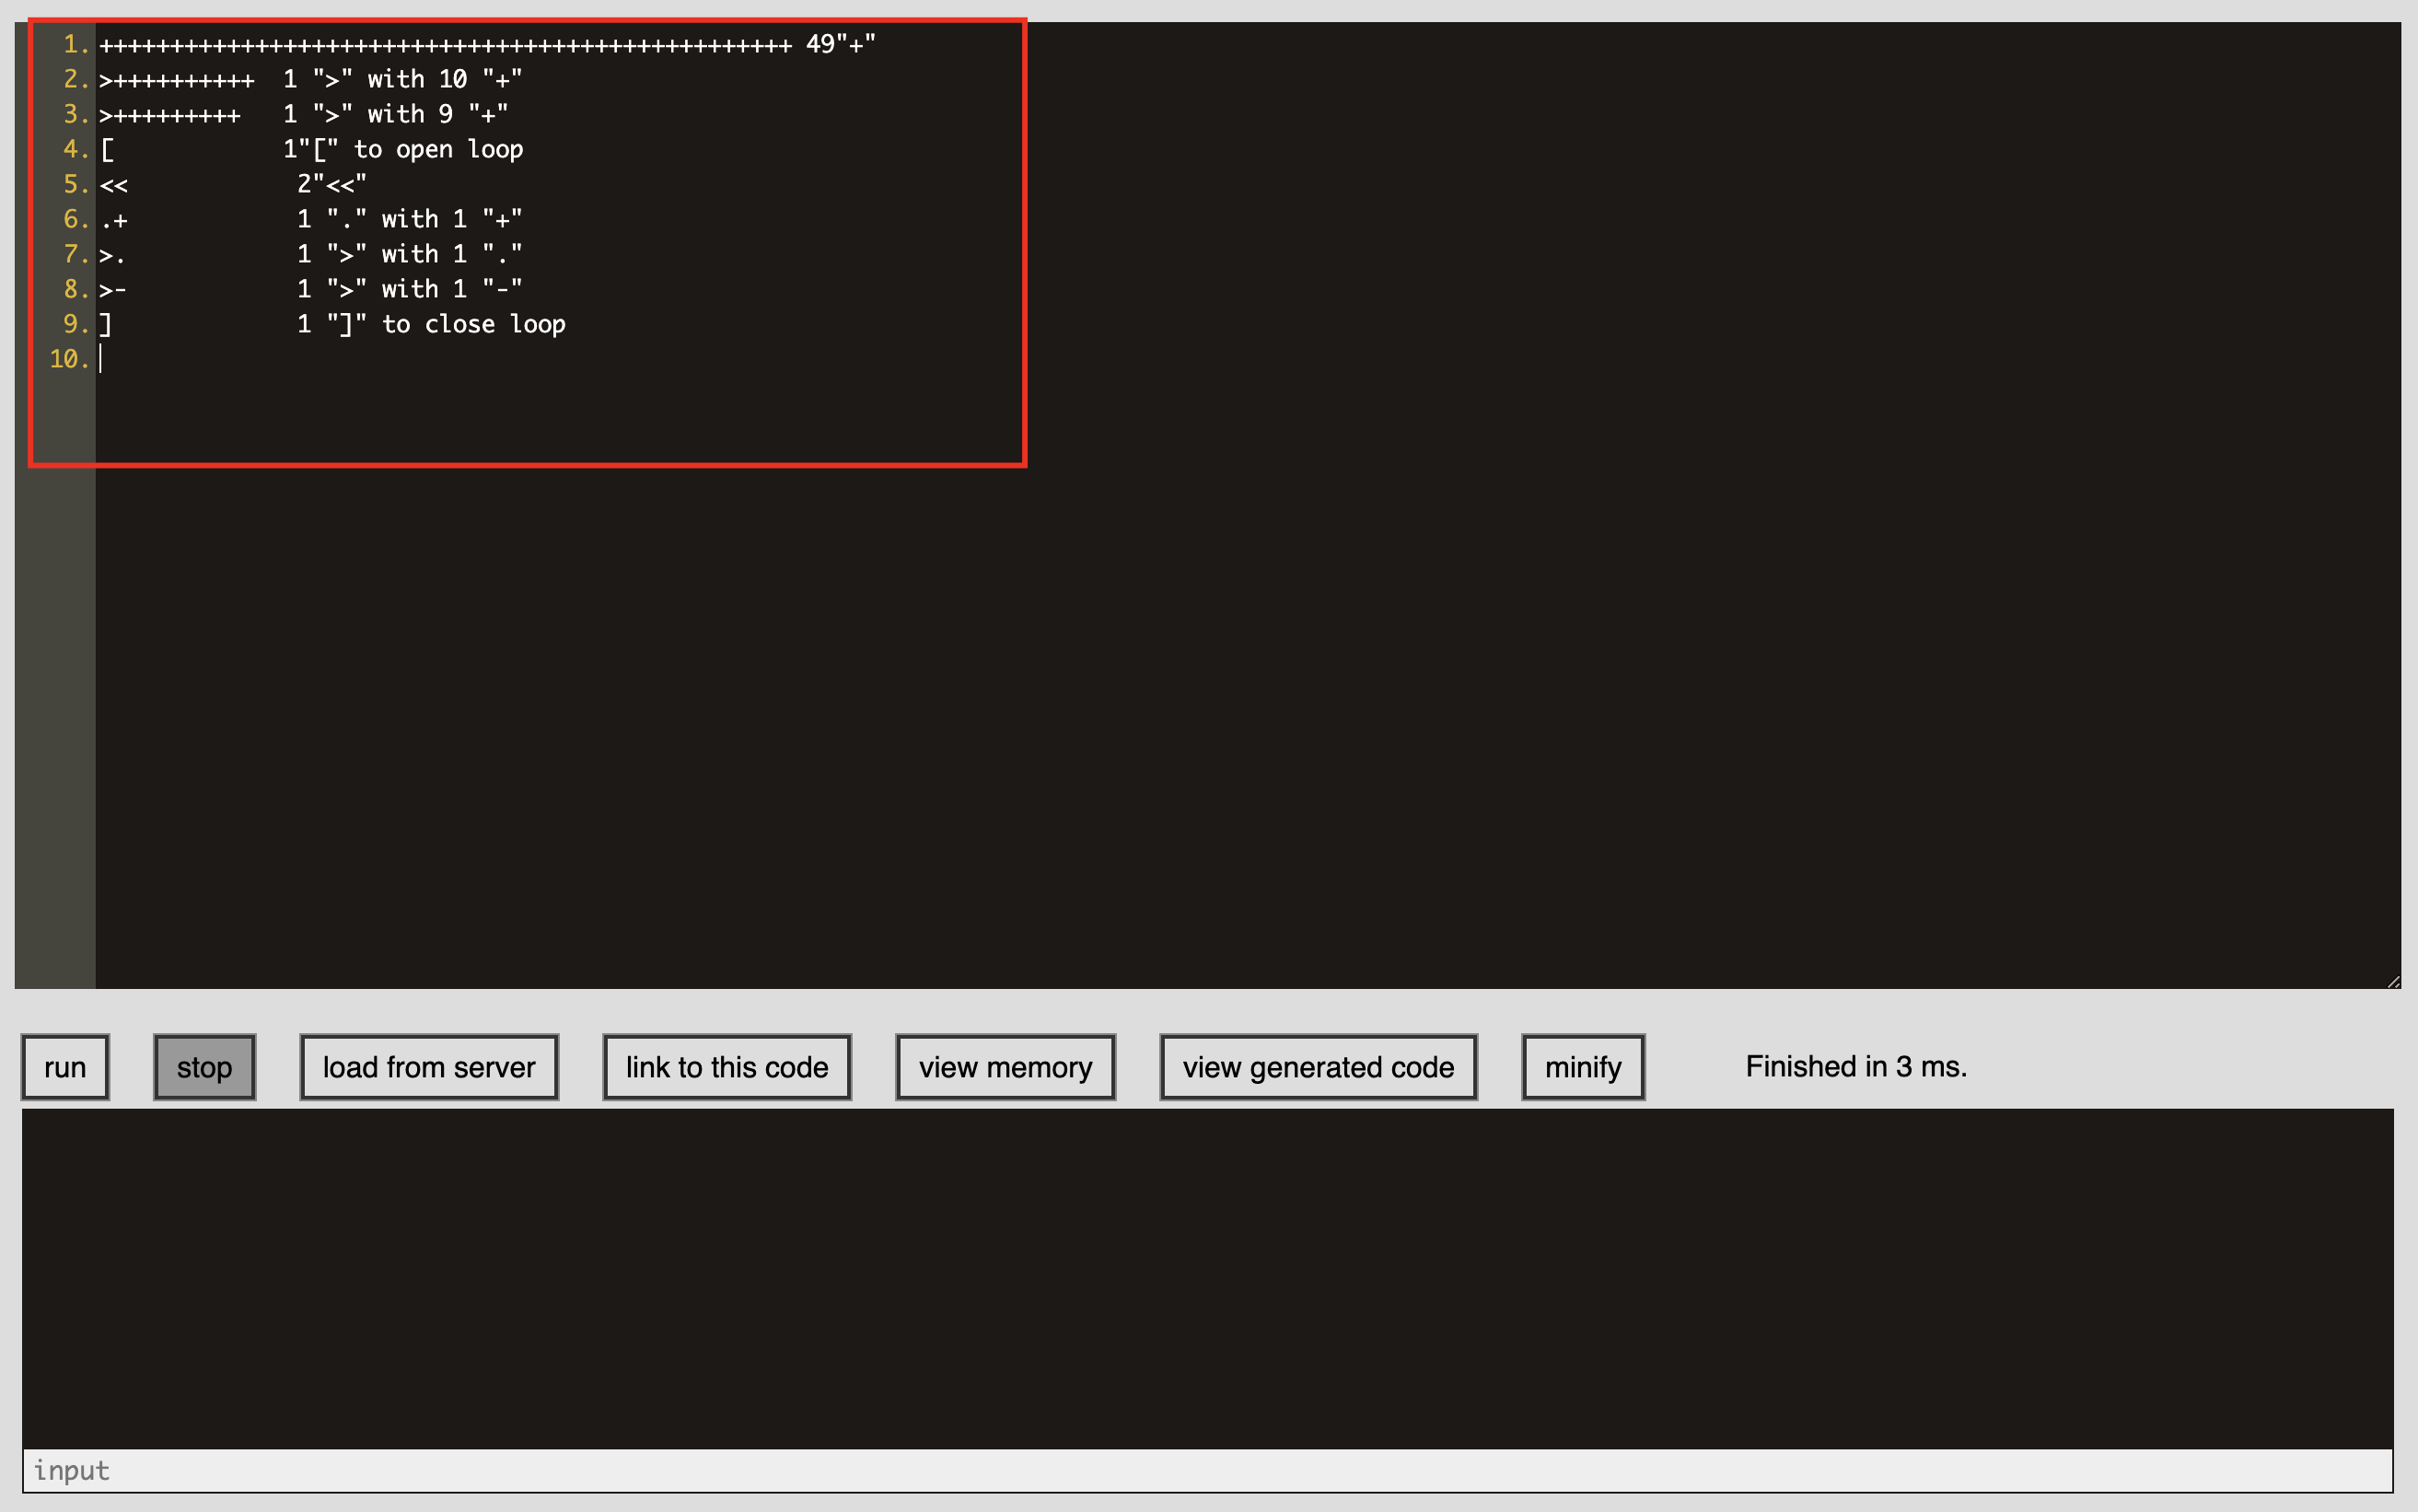 1. +++++++++++++++++++++++++++++++++++++++++++++++++ 49"+"
2. >++++++++++  1 ">" with 10 "+"
3. >+++++++++   1 ">" with 9 "+"
4. [            1"[" to open loop
5. <<            2"<<"
6. .+            1 "." with 1 "+"
7. >.            1 ">" with 1 "."
8. >-            1 ">" with 1 "-"
9. ]             1 "]" to close loop
10.
run stop load from server link to this code view memory view generated code minify Finished in 3 ms.
input